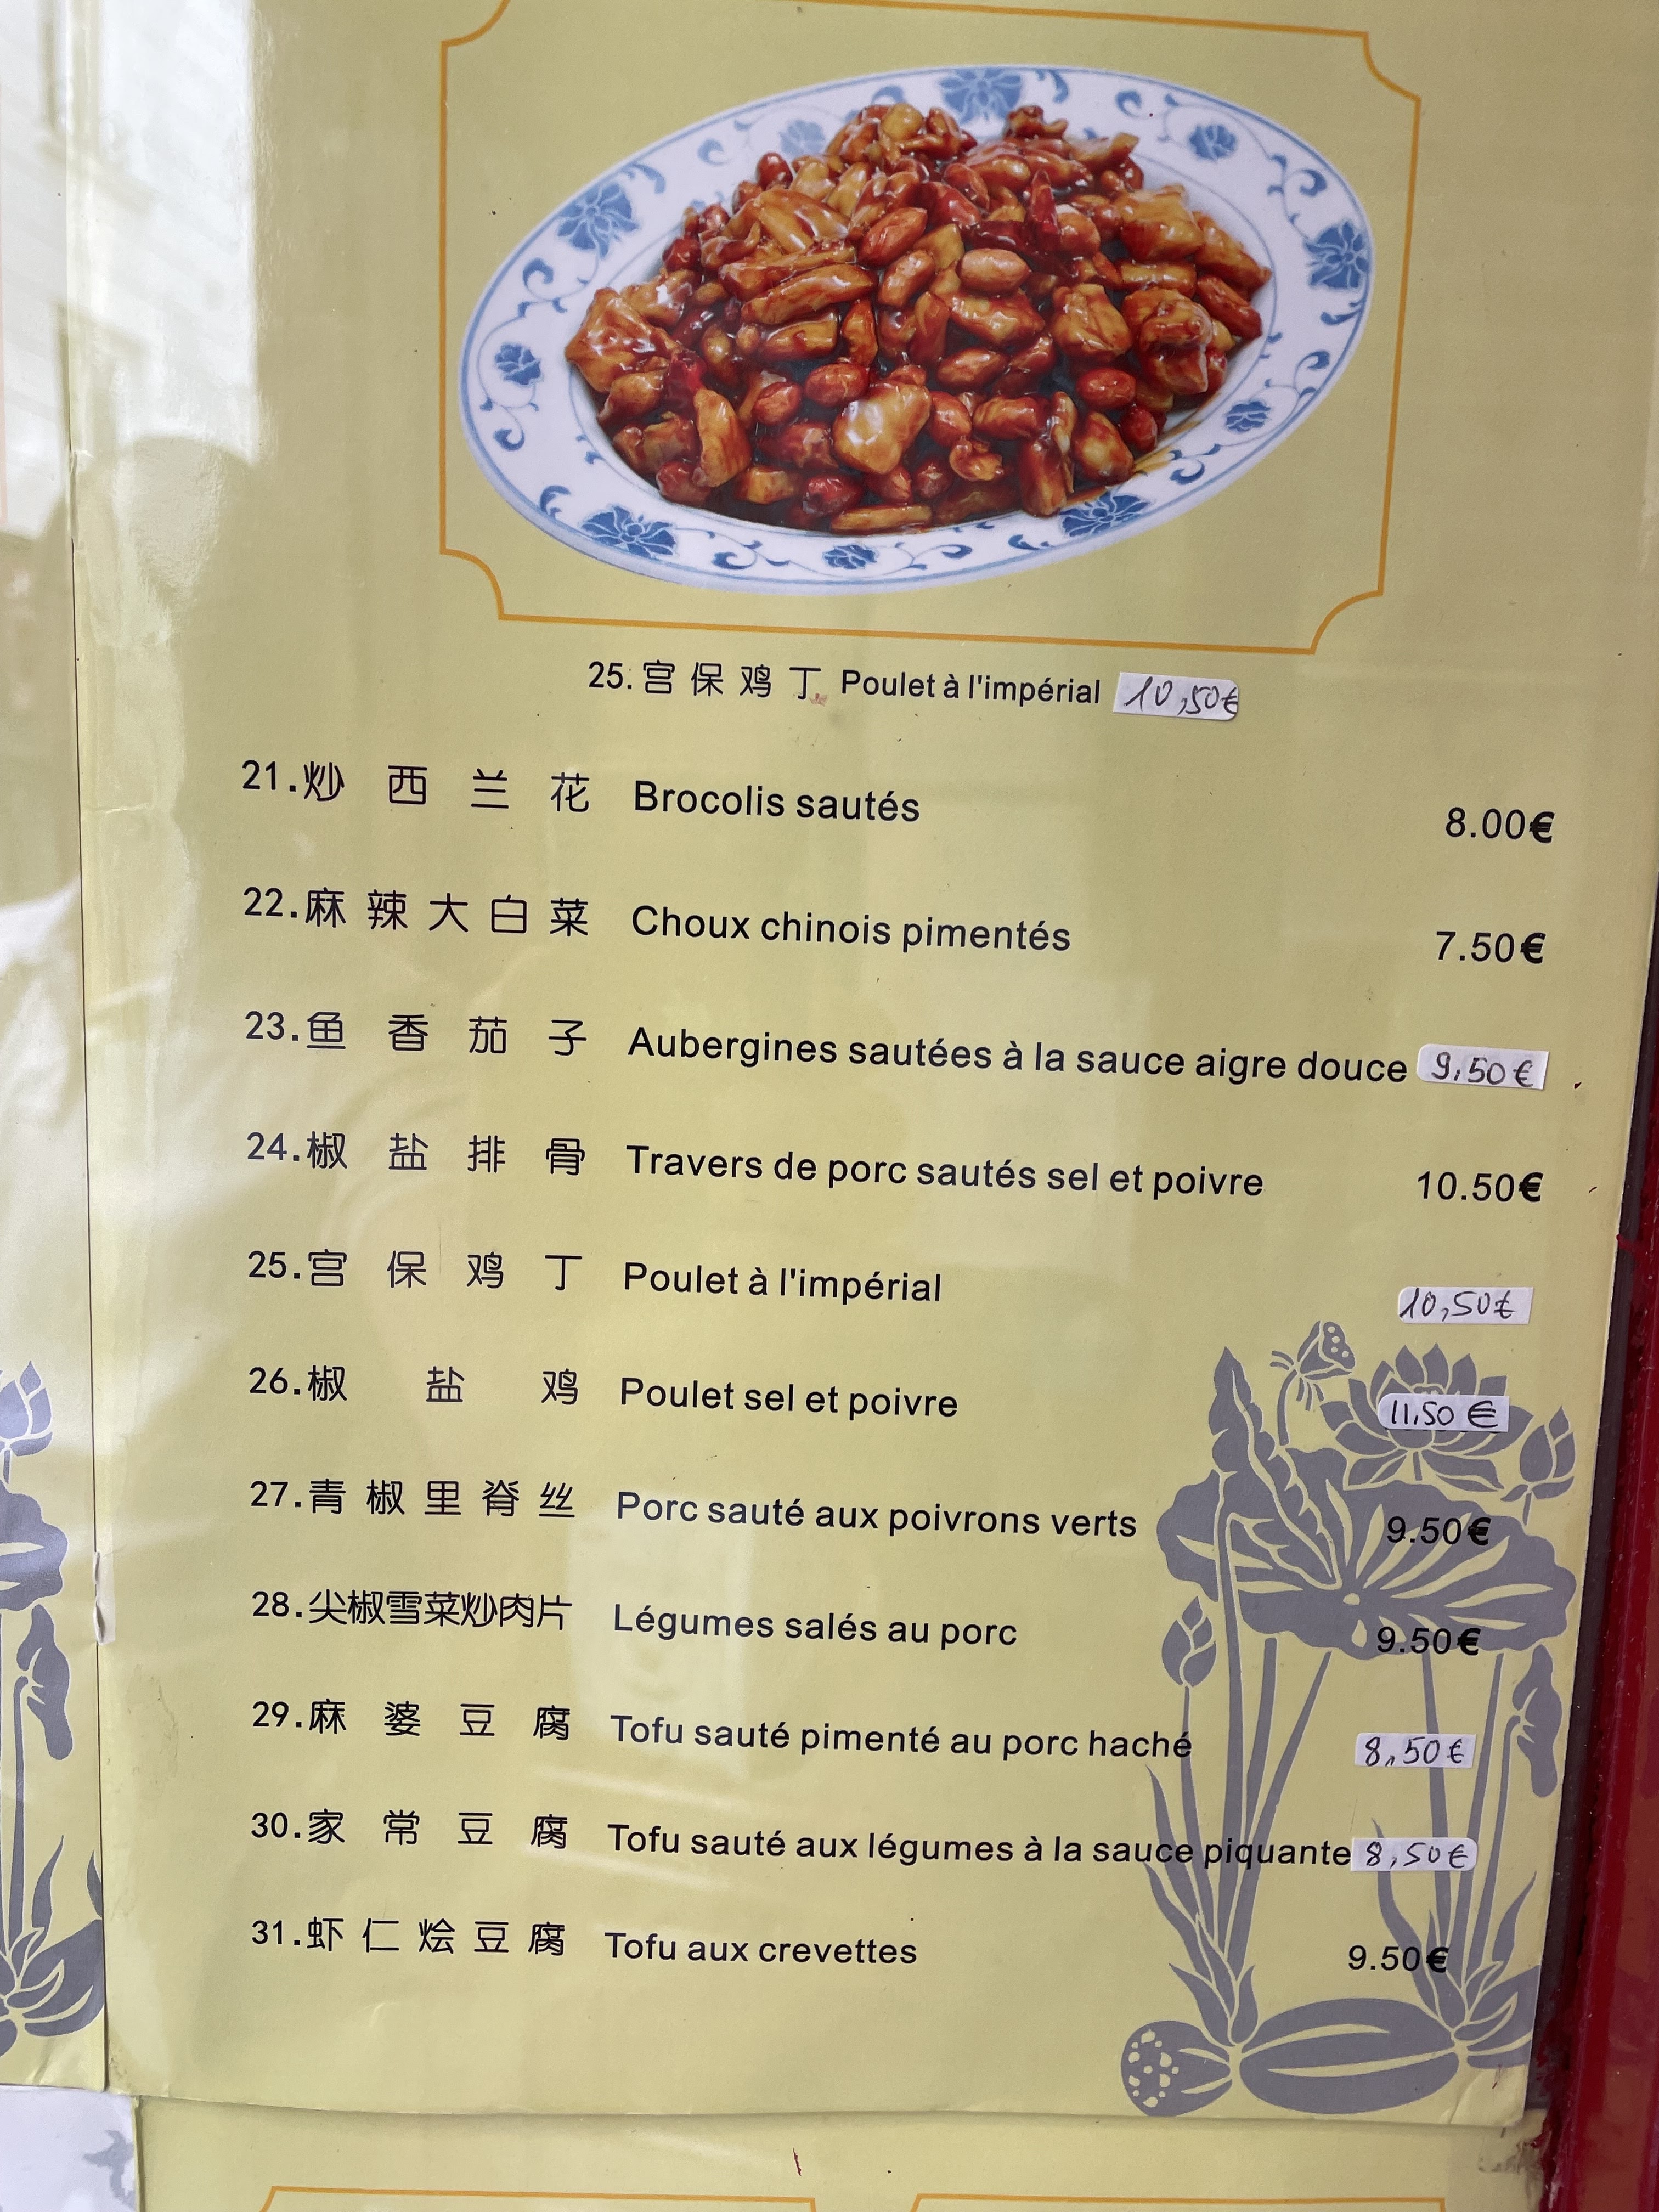 25. 宫保鸡丁 Poulet à l'impérial 10,50€
21. 炒西兰花 Brocolis sautés 8.00€
22. 麻辣大白菜 Choux chinois pimentés 7.50€
23. 鱼香茄子 Aubergines sautées à la sauce aigre douce 9,50€
24. 椒盐排骨 Travers de porc sautés sel et poivre 10.50€
25. 宫保鸡丁 Poulet à l'impérial 10,50€
26. 椒盐鸡 Poulet sel et poivre 11,50€
27. 青椒里脊丝 Porc sauté aux poivrons verts 9.50€
28. 尖椒雪菜炒肉片 Légumes salés au porc 9.50€
29. 麻婆豆腐 Tofu sauté pimenté au porc haché 8,50€
30. 家常豆腐 Tofu sauté aux légumes à la sauce piquante 8,50€
31. 虾仁烩豆腐 Tofu aux crevettes 9.50€